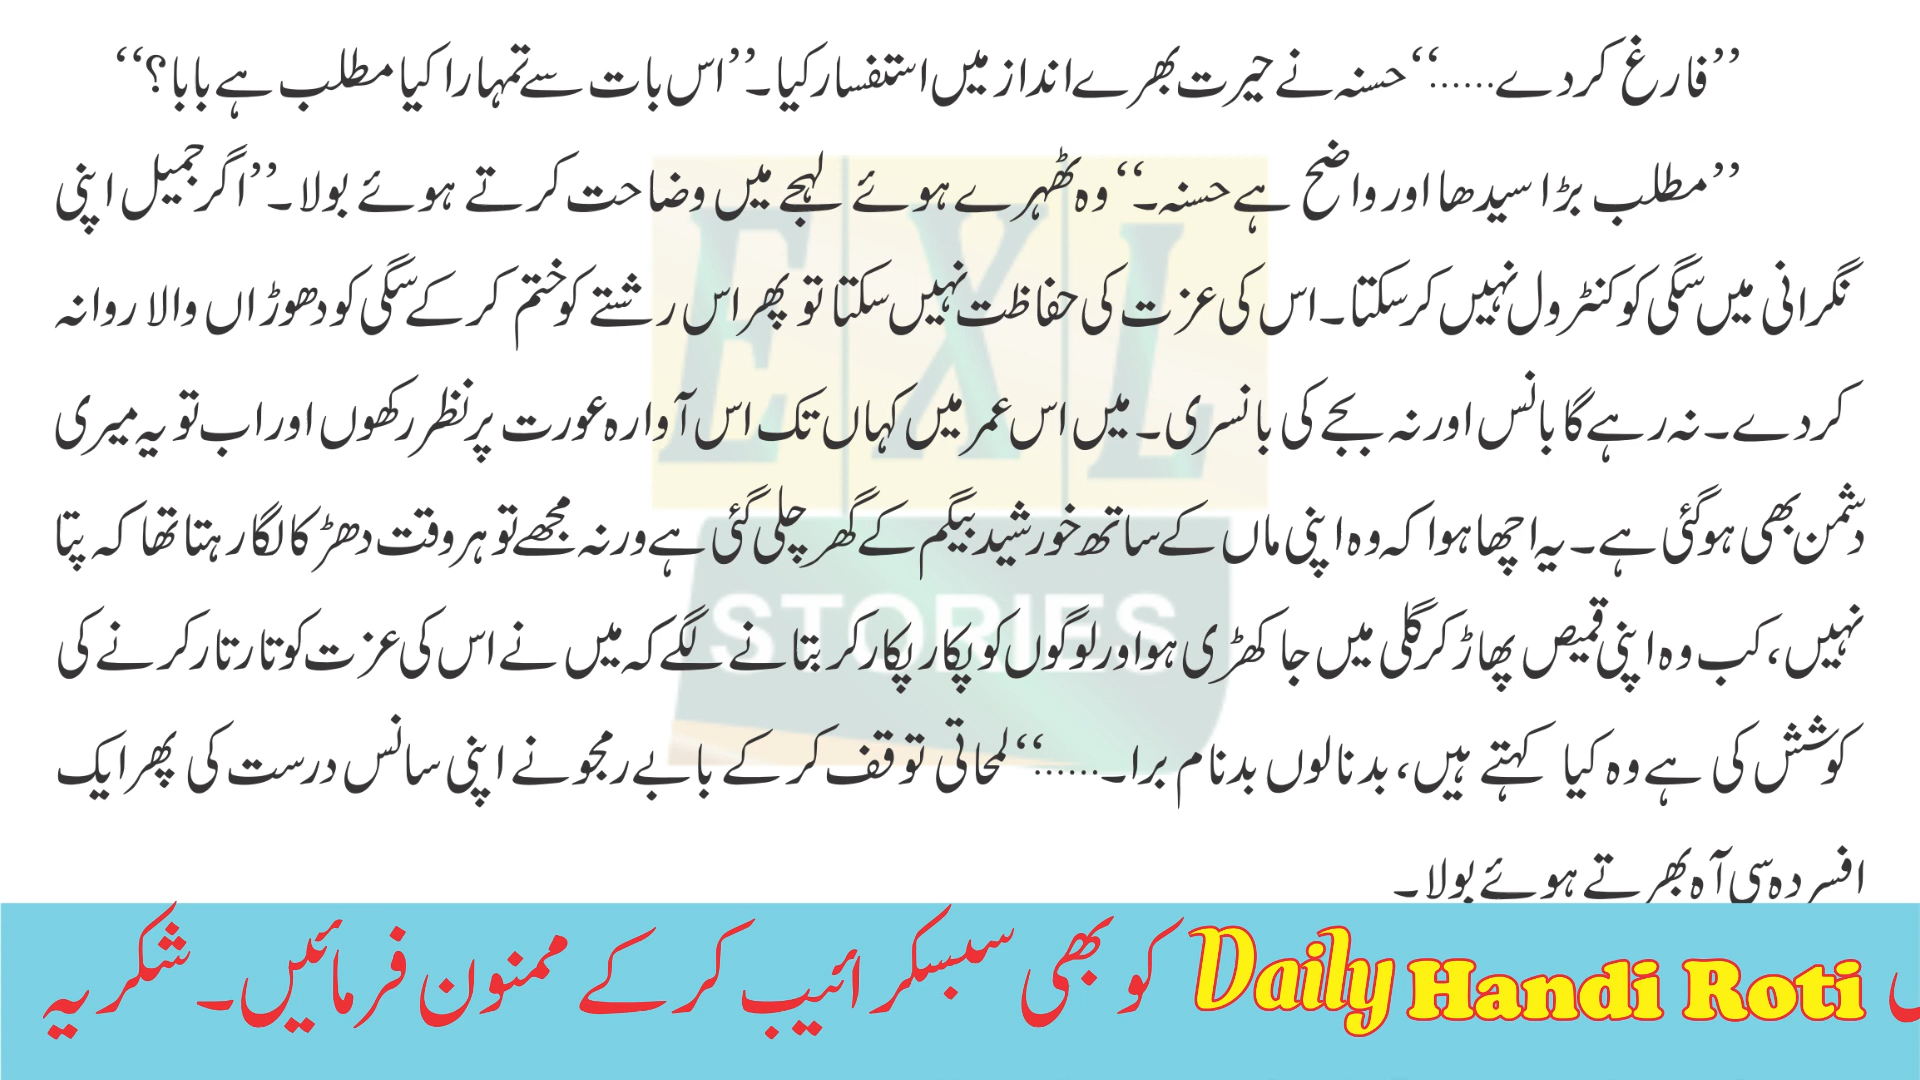 ’’فارغ کردے......‘‘حسنہ نے حیرت بھرے انداز میں استفسار کیا۔’’اس بات سے تمہارا کیا مطلب ہے بابا؟‘‘
’’مطلب بڑا سیدھا اور واضح ہے حسنہ۔‘‘وہ ٹھہرے ہوئے لہجے میں وضاحت کرتے ہوئے بولا۔’’اگر جمیل اپنی
نگرانی میں سگی کو کنٹرول نہیں کر سکتا۔اس کی عزت کی حفاظت نہیں سکتا تو پھر اس رشتے کو ختم کر کے سگی کو دھوڑاں والا روانہ
کردے۔نہ رہے گا بانس اور نہ بجے کی بانسری۔میں اس عمر میں کہاں تک اس آوارہ عورت پر نظر رکھوں اور اب تو یہ میری
دشمن بھی ہوگئی ہے۔یہ اچھا ہوا کہ وہ اپنی ماں کے ساتھ خورشید بیگم کے گھر چلی گئی ہے ورنہ مجھے تو ہر وقت دھڑکا لگا رہتا تھا کہ پتا
نہیں،کب وہ اپنی قمیص پھاڑ کر گلی میں جا کھڑی ہو اور لوگوں کو پکار پکار کر بتانے لگے کہ میں نے اس کی عزت کو تار تار کرنے کی
کوشش کی ہے وہ کیا کہتے ہیں،بدنالوں بدنام برا۔......‘‘لمحاتی توقف کر کے بابے رمجو نے اپنی سانس درست کی پھر ایک
افسردہ سی آہ بھرتے ہوئے بولا۔
EXL
STORIES
Daily Handi Roti کو بھی سبسکرائیب کر کے ممنون فرمائیں۔شکریہ